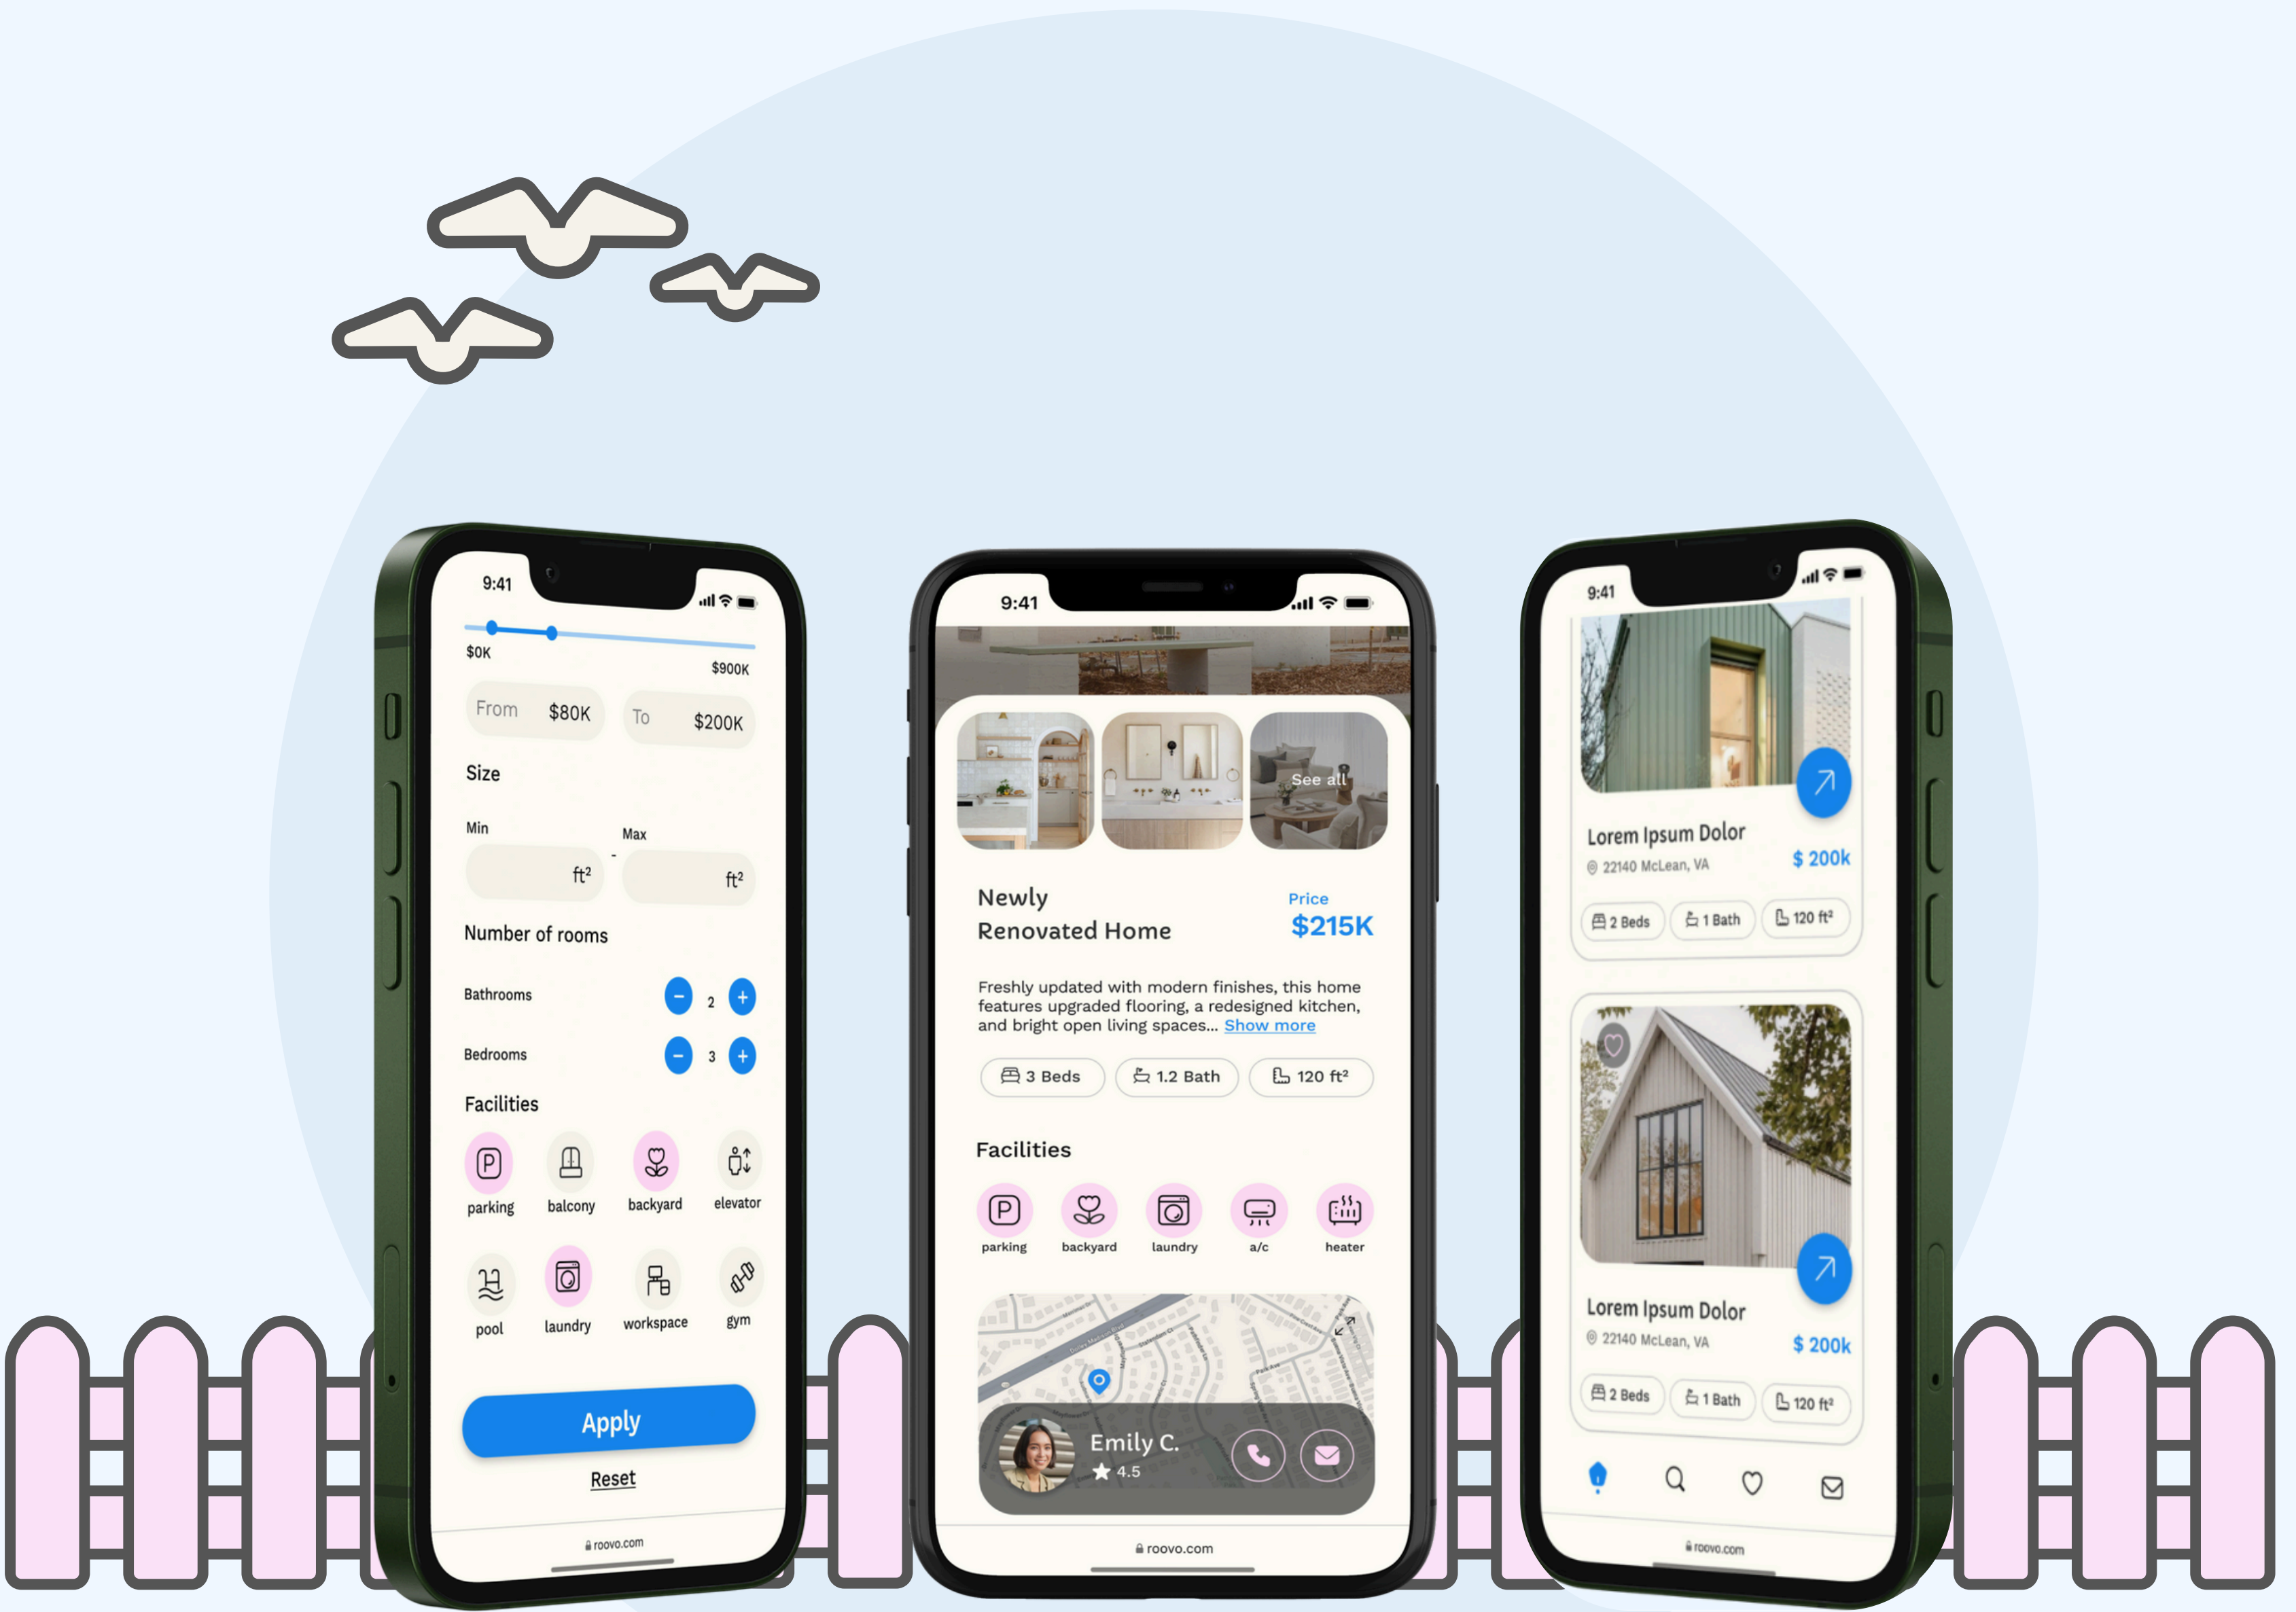 9:41
$0K
$900K
From $80K To $200K
Size
Min
Max
ft²
-
ft²
Number of rooms
Bathrooms
− 2 +
Bedrooms
− 3 +
Facilities
P
parking
balcony
backyard
elevator
pool
laundry
workspace
gym
Apply
Reset
roovo.com
9:41
See all
Newly
Renovated Home
Price
$215K
Freshly updated with modern finishes, this home
features upgraded flooring, a redesigned kitchen,
and bright open living spaces... Show more
3 Beds
1.2 Bath
120 ft²
Facilities
P
parking
backyard
laundry
a/c
heater
Park Ave
Emily C.
4.5
roovo.com
9:41
Lorem Ipsum Dolor
22140 McLean, VA
$ 200k
2 Beds
1 Bath
120 ft²
Lorem Ipsum Dolor
22140 McLean, VA
$ 200k
2 Beds
1 Bath
120 ft²
roovo.com